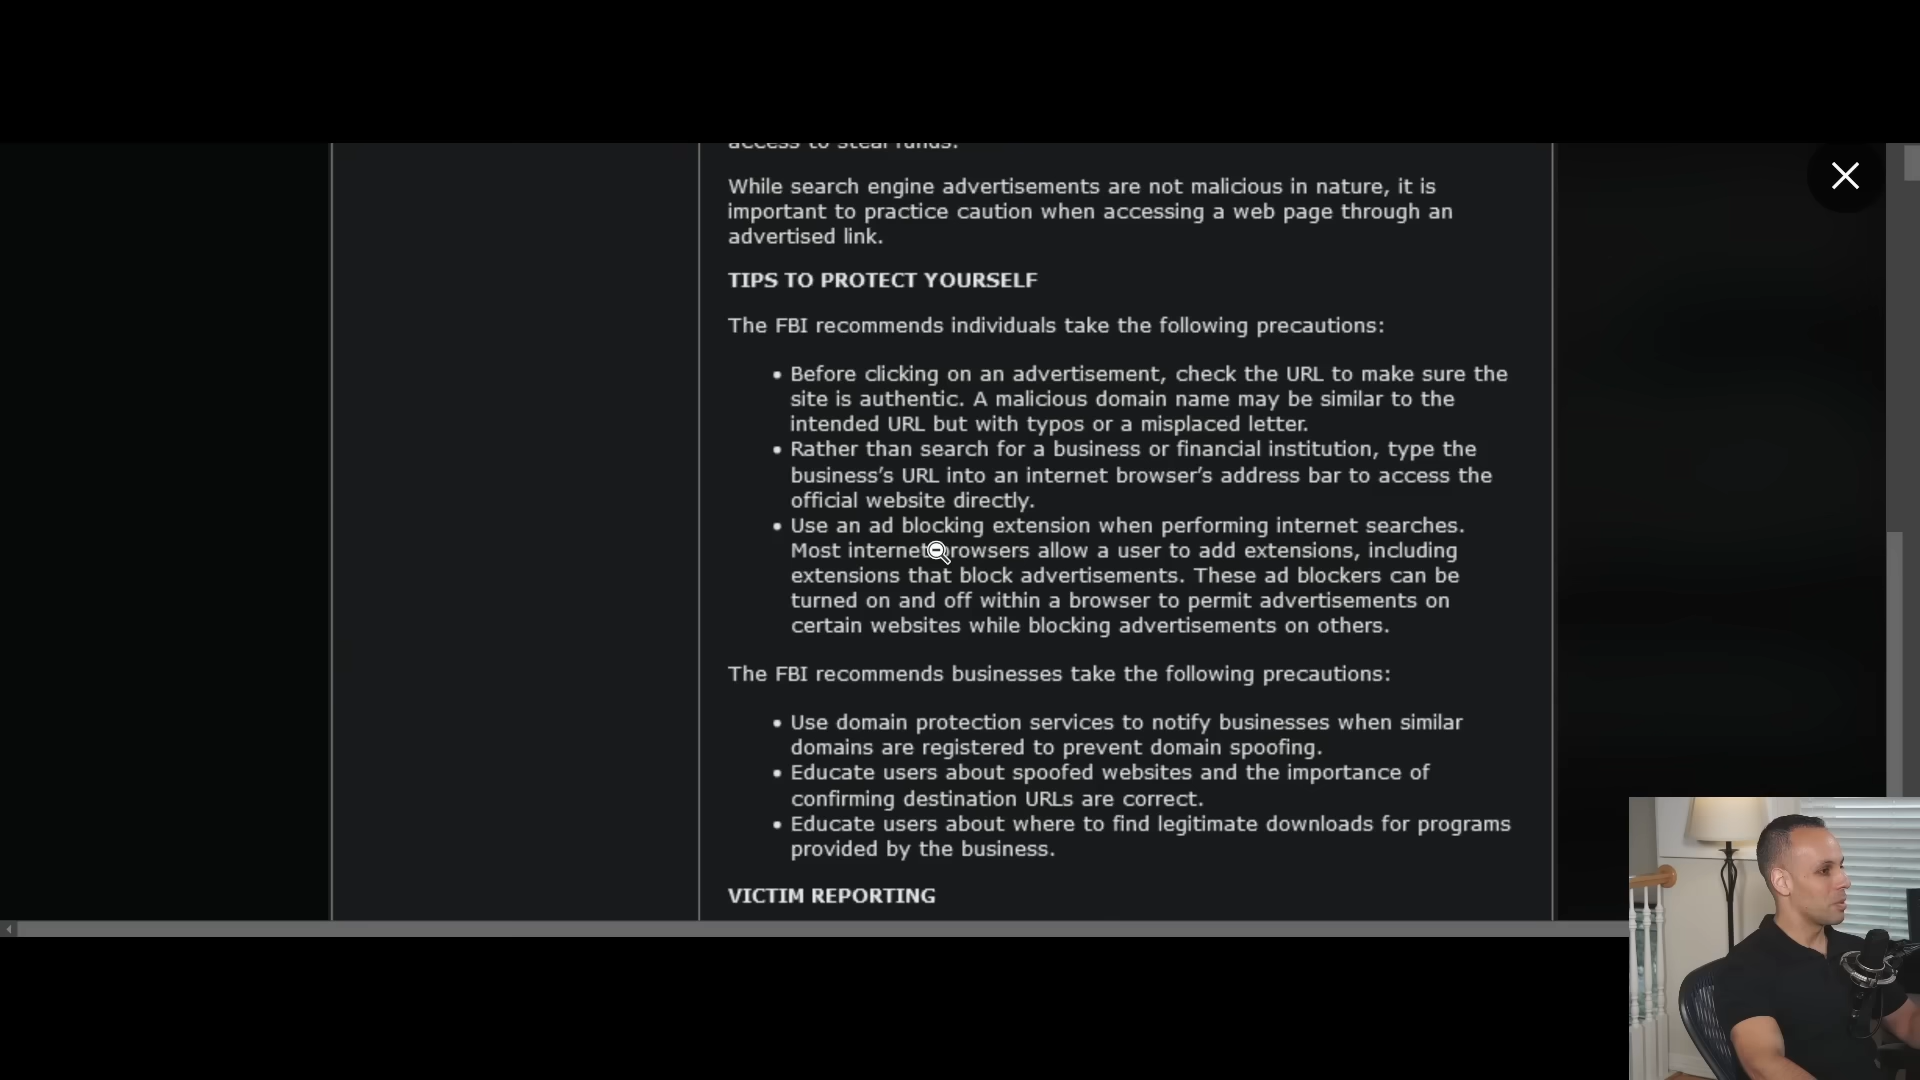 access to steal funds.
While search engine advertisements are not malicious in nature, it is
important to practice caution when accessing a web page through an
advertised link.
TIPS TO PROTECT YOURSELF
The FBI recommends individuals take the following precautions:
• Before clicking on an advertisement, check the URL to make sure the
site is authentic. A malicious domain name may be similar to the
intended URL but with typos or a misplaced letter.
• Rather than search for a business or financial institution, type the
business’s URL into an internet browser’s address bar to access the
official website directly.
• Use an ad blocking extension when performing internet searches.
Most internet browsers allow a user to add extensions, including
extensions that block advertisements. These ad blockers can be
turned on and off within a browser to permit advertisements on
certain websites while blocking advertisements on others.
The FBI recommends businesses take the following precautions:
• Use domain protection services to notify businesses when similar
domains are registered to prevent domain spoofing.
• Educate users about spoofed websites and the importance of
confirming destination URLs are correct.
• Educate users about where to find legitimate downloads for programs
provided by the business.
VICTIM REPORTING